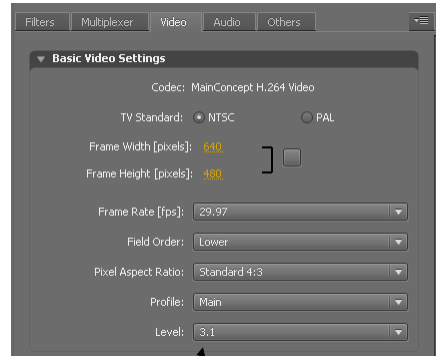 Filters Multiplexer Video Audio Others
Basic Video Settings
Codec: MainConcept H.264 Video
TV Standard: NTSC PAL
Frame Width [pixels]: 640
Frame Height [pixels]: 480
Frame Rate [fps]: 29.97
Field Order: Lower
Pixel Aspect Ratio: Standard 4:3
Profile: Main
Level: 3.1